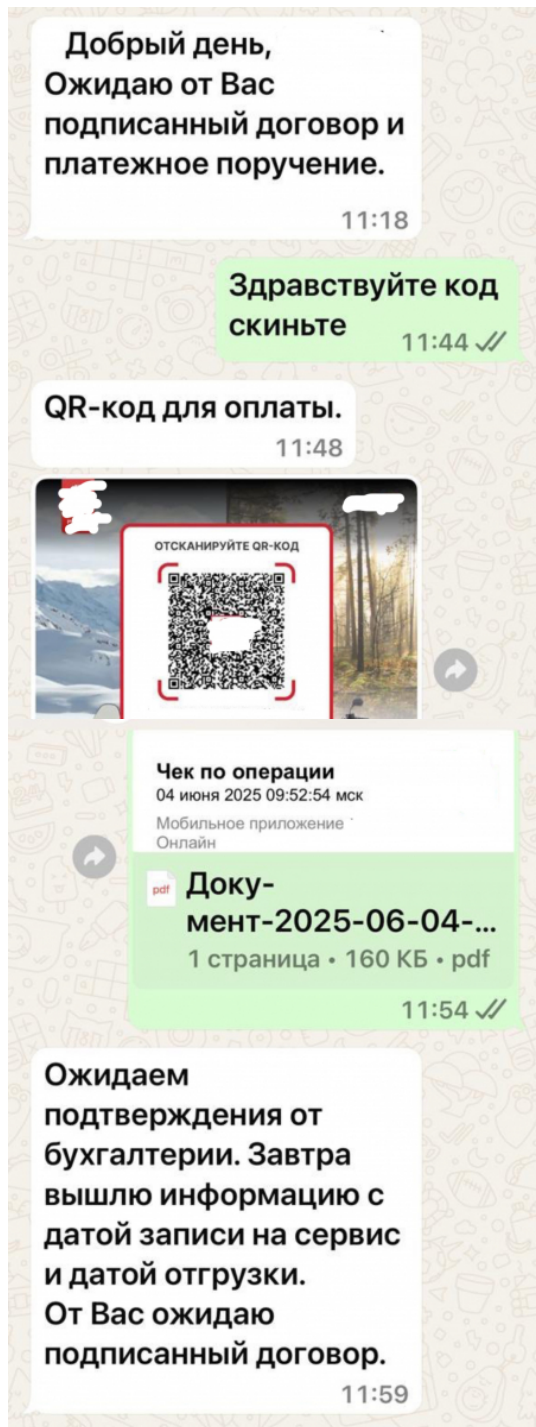 Добрый день,
Ожидаю от Вас
подписанный договор и
платежное поручение.
11:18
Здравствуйте код
скиньте
11:44
QR-код для оплаты.
11:48
ОТСКАНИРУЙТЕ QR-КОД
Чек по операции
04 июня 2025 09:52:54 мск
Мобильное приложение
Онлайн
pdf
Доку-
мент-2025-06-04-...
1 страница • 160 КБ • pdf
11:54
Ожидаем
подтверждения от
бухгалтерии. Завтра
вышлю информацию с
датой записи на сервис
и датой отгрузки.
От Вас ожидаю
подписанный договор.
11:59